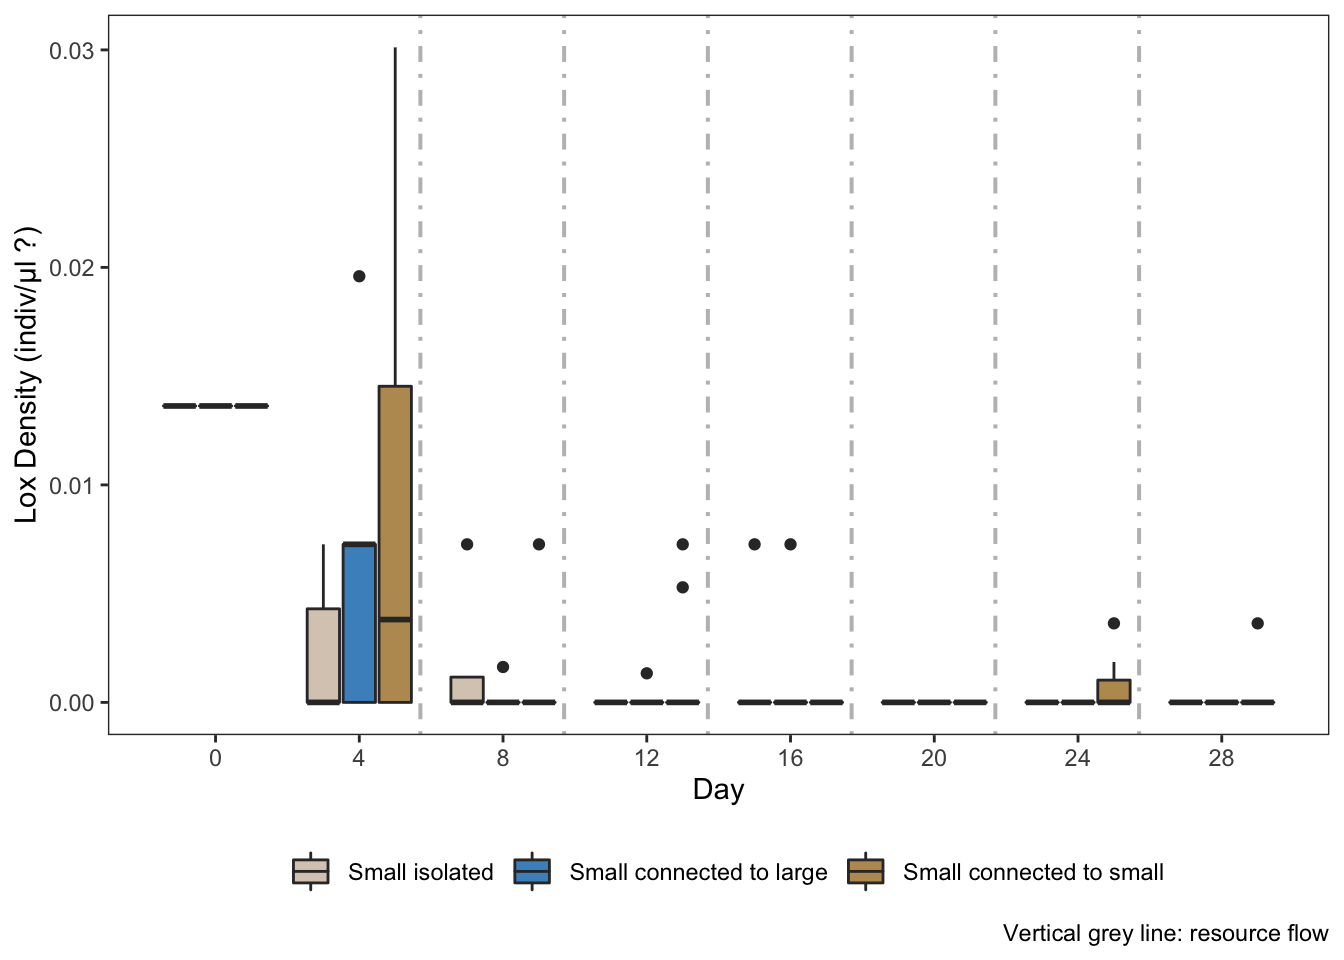 0.03
0.02
0.01
0.00
Lox Density (indiv/µl ?)
0 4 8 12 16 20 24 28
Day
Small isolated Small connected to large Small connected to small
Vertical grey line: resource flow